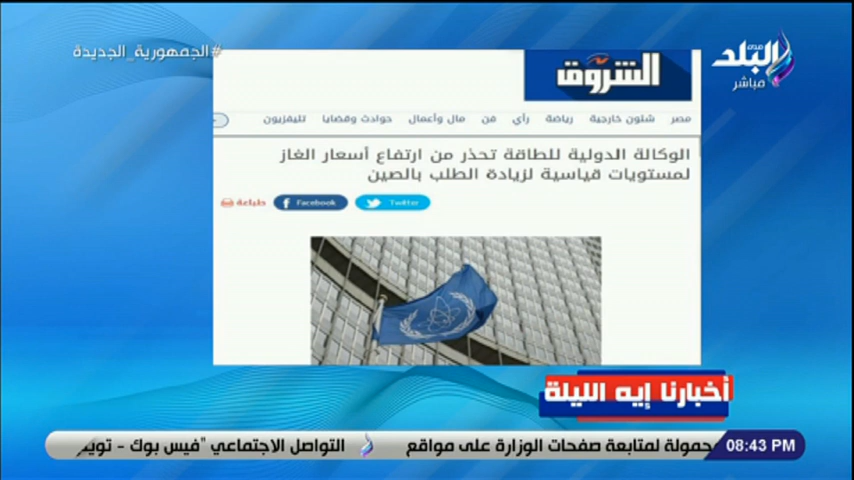 #الجمهورية_الجديدة
صدى
البلد
مباشر
الشروق
مصر شئون خارجية رياضة رأي فن مال وأعمال حوادث وقضايا تليفزيون
الوكالة الدولية للطاقة تحذر من ارتفاع أسعار الغاز
لمستويات قياسية لزيادة الطلب بالصين
طباعة Facebook Twitter
أخبارنا إيه الليلة
08:43 PM محمولة لمتابعة صفحات الوزارة على مواقع التواصل الاجتماعي "فيس بوك - تويتر